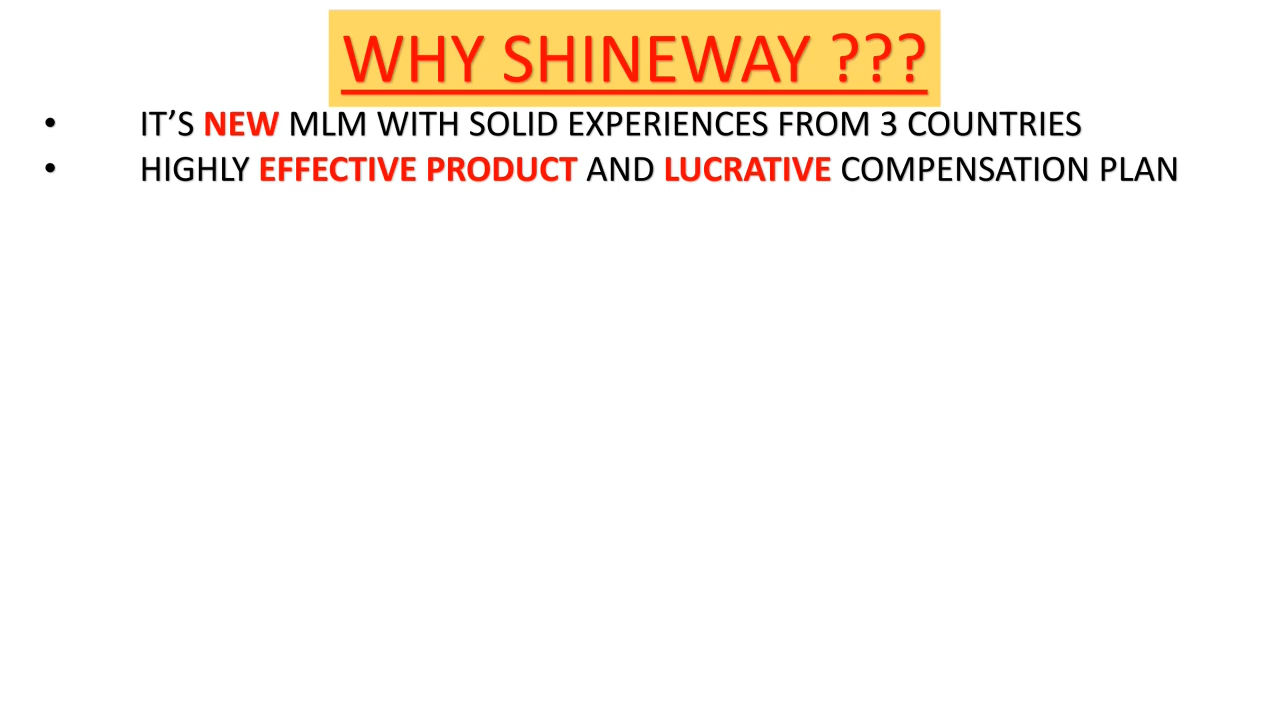 WHY SHINEWAY ???
• IT’S NEW MLM WITH SOLID EXPERIENCES FROM 3 COUNTRIES
• HIGHLY EFFECTIVE PRODUCT AND LUCRATIVE COMPENSATION PLAN